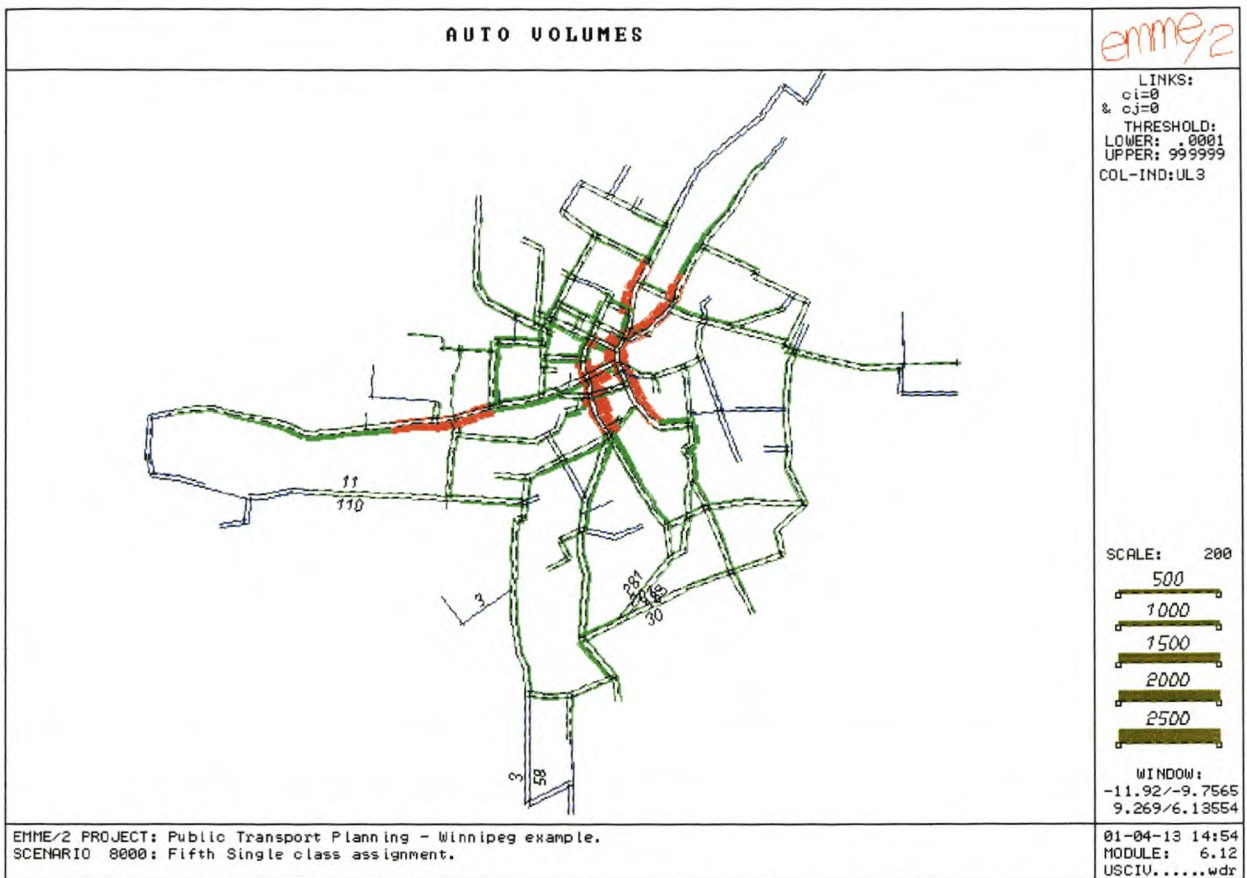 AUTO VOLUMES
emme/2
LINKS:
ci=0
& cj=0
THRESHOLD:
LOWER: .0001
UPPER: 999999
COL-IND:UL3
11
110
3
281
30
3
58
SCALE: 200
500
1000
1500
2000
2500
WINDOW:
-11.92/-9.7565
9.269/6.13554
EMME/2 PROJECT: Public Transport Planning - Winnipeg example.
SCENARIO 8000: Fifth Single class assignment.
01-04-13 14:54
MODULE: 6.12
USCIV......wdr